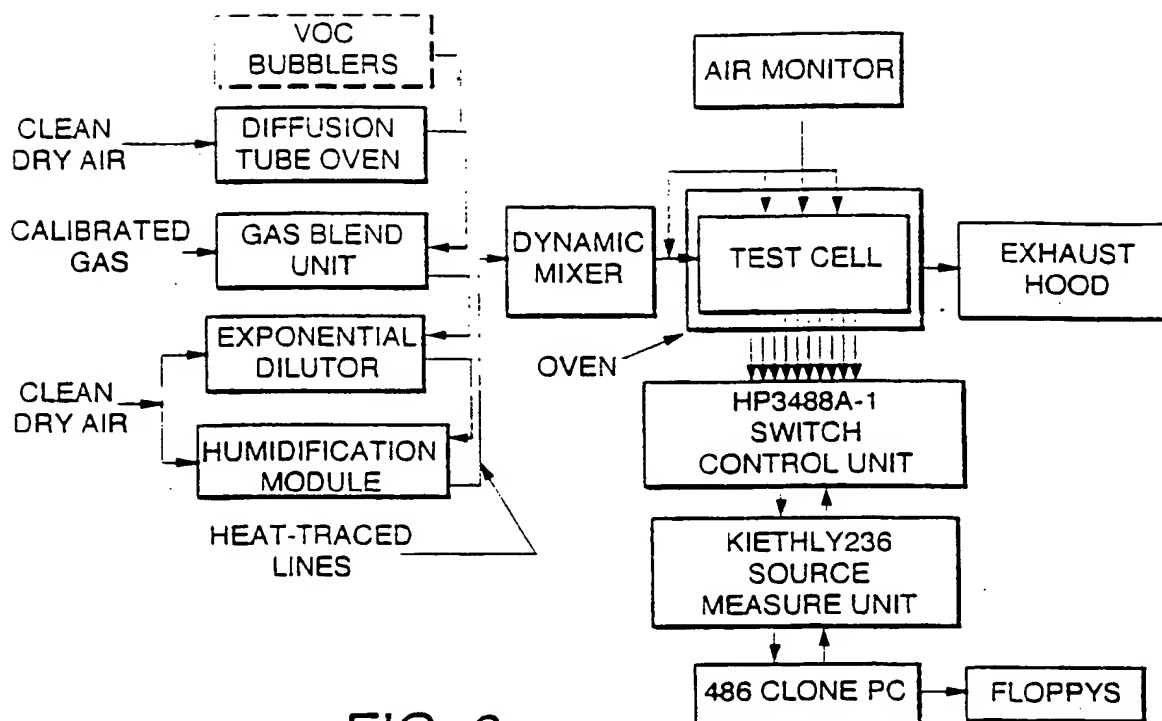 VOC
BUBBLERS
AIR MONITOR
CLEAN
DRY AIR
DIFFUSION
TUBE OVEN
CALIBRATED
GAS
GAS BLEND
UNIT
DYNAMIC
MIXER
TEST CELL
EXHAUST
HOOD
OVEN
EXPONENTIAL
DILUTOR
CLEAN
DRY AIR
HUMIDIFICATION
MODULE
HEAT-TRACED
LINES
HP3488A-1
SWITCH
CONTROL UNIT
KIETHLY236
SOURCE
MEASURE UNIT
486 CLONE PC
FLOPPYS